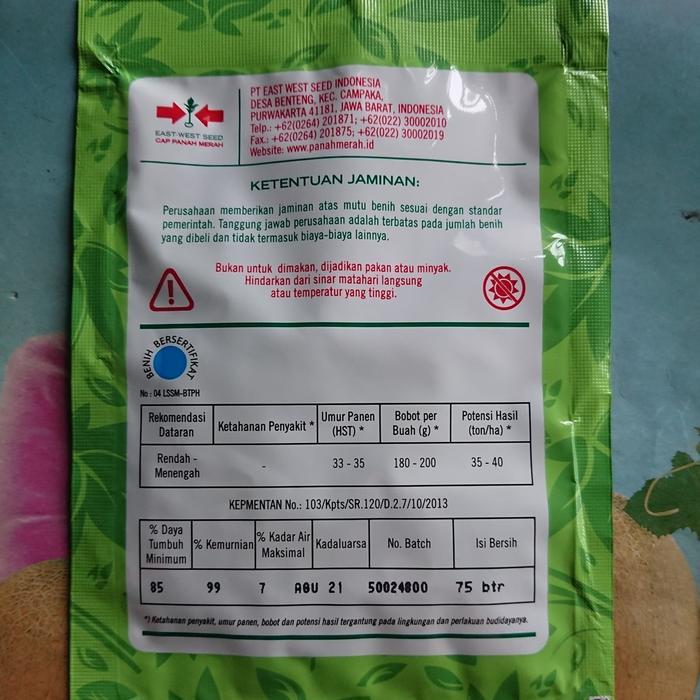 EAST-WEST SEED
CAP PANAH MERAH
PT EAST WEST SEED INDONESIA
DESA BENTENG, KEC. CAMPAKA,
PURWAKARTA 41181, JAWA BARAT, INDONESIA
Telp.: +62(0264) 201871; +62(022) 30002010
Fax.: +62(0264) 201875; +62(022) 30002019
Website: www.panahmerah.id
KETENTUAN JAMINAN:
Perusahaan memberikan jaminan atas mutu benih sesuai dengan standar
pemerintah. Tanggung jawab perusahaan adalah terbatas pada jumlah benih
yang dibeli dan tidak termasuk biaya-biaya lainnya.
Bukan untuk dimakan, dijadikan pakan atau minyak.
Hindarkan dari sinar matahari langsung
atau temperatur yang tinggi.
BENIH BERSERTIFIKAT
No : 04 LSSM-BTPH
Rekomendasi Dataran Ketahanan Penyakit * Umur Panen (HST) * Bobot per Buah (g) * Potensi Hasil (ton/ha) *
Rendah - Menengah - 33 - 35 180 - 200 35 - 40
KEPMENTAN No.: 103/Kpts/SR.120/D.2.7/10/2013
% Daya Tumbuh Minimum % Kemurnian % Kadar Air Maksimal Kadaluarsa No. Batch Isi Bersih
85 99 7 AGU 21 50024800 75 btr
*) Ketahanan penyakit, umur panen, bobot dan potensi hasil tergantung pada lingkungan dan perlakuan budidayanya.